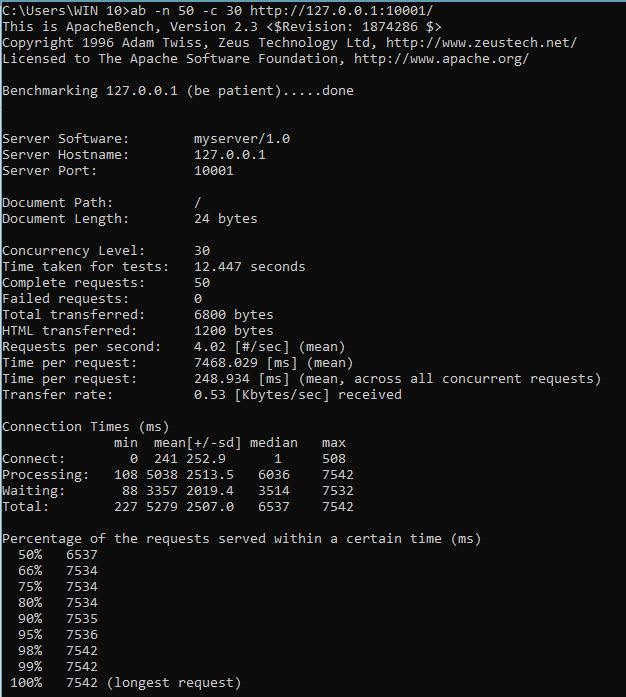 C:\Users\WIN 10>ab -n 50 -c 30 http://127.0.0.1:10001/
This is ApacheBench, Version 2.3 <$Revision: 1874286 $>
Copyright 1996 Adam Twiss, Zeus Technology Ltd, http://www.zeustech.net/
Licensed to The Apache Software Foundation, http://www.apache.org/

Benchmarking 127.0.0.1 (be patient).....done


Server Software:        myserver/1.0
Server Hostname:        127.0.0.1
Server Port:            10001

Document Path:          /
Document Length:        24 bytes

Concurrency Level:      30
Time taken for tests:   12.447 seconds
Complete requests:      50
Failed requests:        0
Total transferred:      6800 bytes
HTML transferred:       1200 bytes
Requests per second:    4.02 [#/sec] (mean)
Time per request:       7468.029 [ms] (mean)
Time per request:       248.934 [ms] (mean, across all concurrent requests)
Transfer rate:          0.53 [Kbytes/sec] received

Connection Times (ms)
              min  mean[+/-sd] median   max
Connect:        0  241 252.9      1     508
Processing:   108 5038 2513.5   6036    7542
Waiting:       88 3357 2019.4   3514    7532
Total:        227 5279 2507.0   6537    7542

Percentage of the requests served within a certain time (ms)
  50%   6537
  66%   7534
  75%   7534
  80%   7534
  90%   7535
  95%   7536
  98%   7542
  99%   7542
 100%   7542 (longest request)